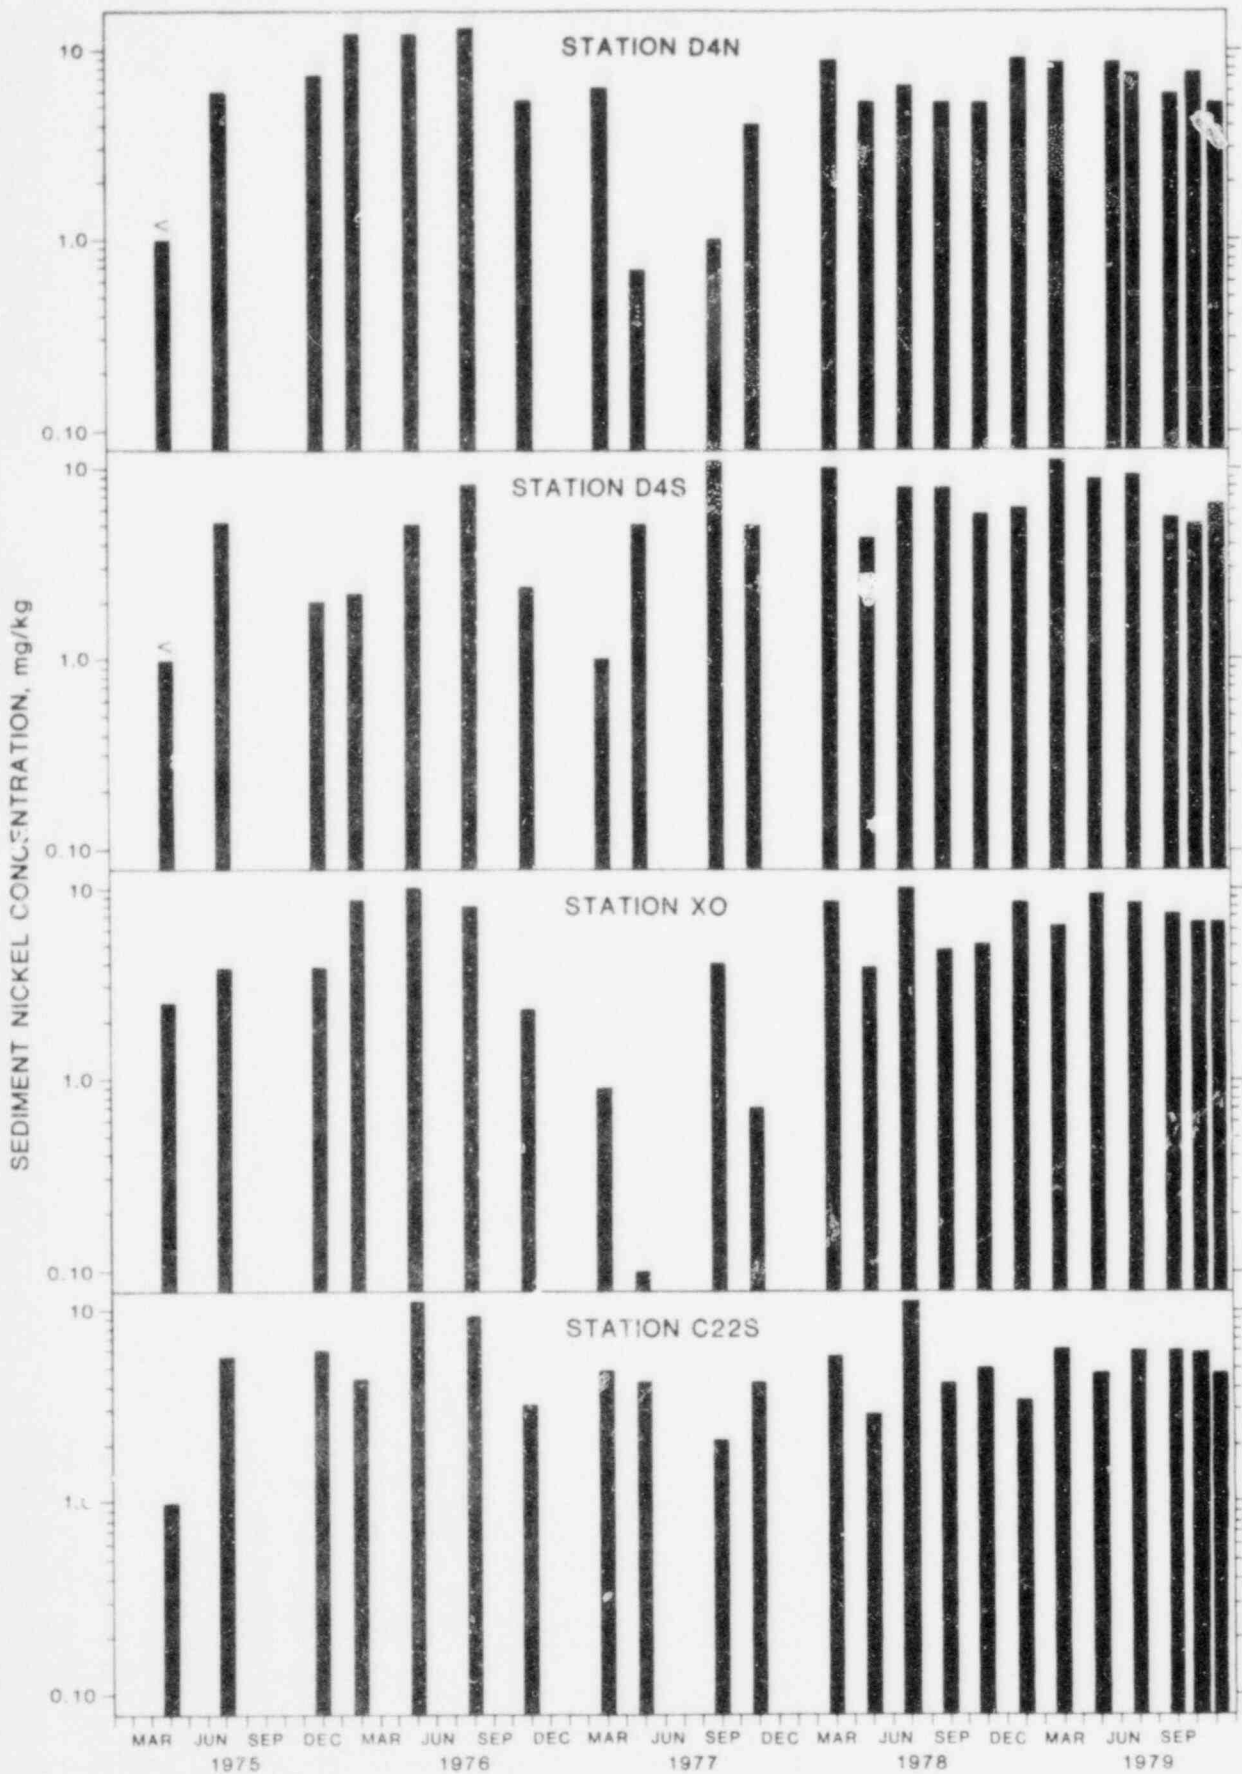 STATION D4N
10
1.0
0.10
<
STATION D4S
10
1.0
0.10
<
STATION XO
10
1.0
0.10
STATION C22S
10
1.0
0.10
SEDIMENT NICKEL CONCENTRATION, mg/kg
MAR JUN SEP DEC MAR JUN SEP DEC MAR JUN SEP DEC MAR JUN SEP DEC MAR JUN SEP
1975 1976 1977 1978 1979